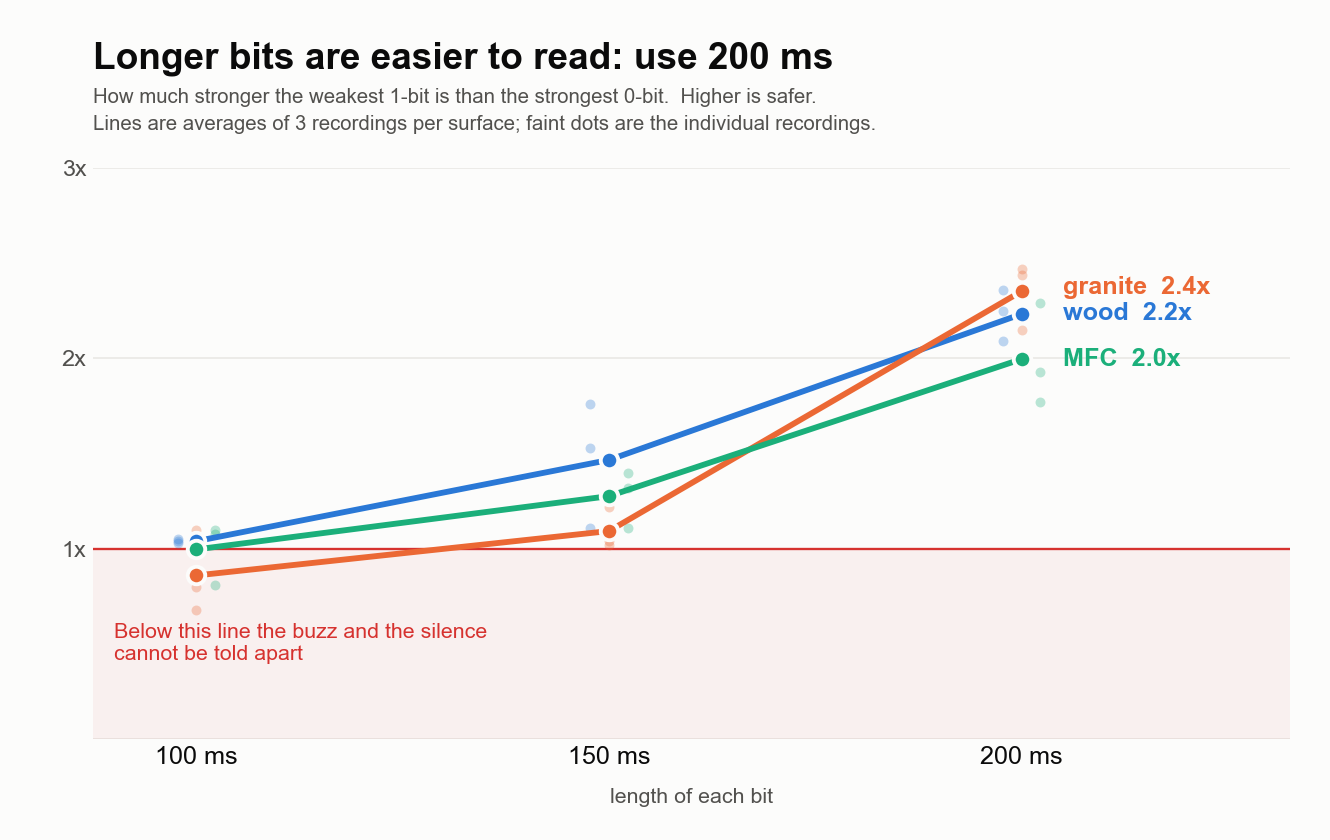 Longer bits are easier to read: use 200 ms
How much stronger the weakest 1-bit is than the strongest 0-bit.  Higher is safer.
Lines are averages of 3 recordings per surface; faint dots are the individual recordings.
3x
granite  2.4x
wood  2.2x
2x
MFC  2.0x
1x
Below this line the buzz and the silence
cannot be told apart
100 ms
150 ms
200 ms
length of each bit